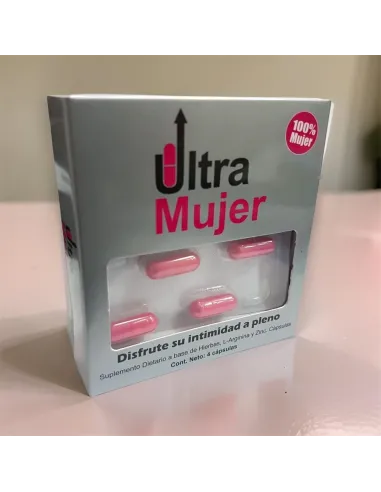 100%
Mujer
Ultra
Mujer
Disfrute su intimidad a pleno
Suplemento Dietario a base de Hierbas, L-Arginina y Zinc. Cápsulas
Cont. Neto: 4 cápsulas